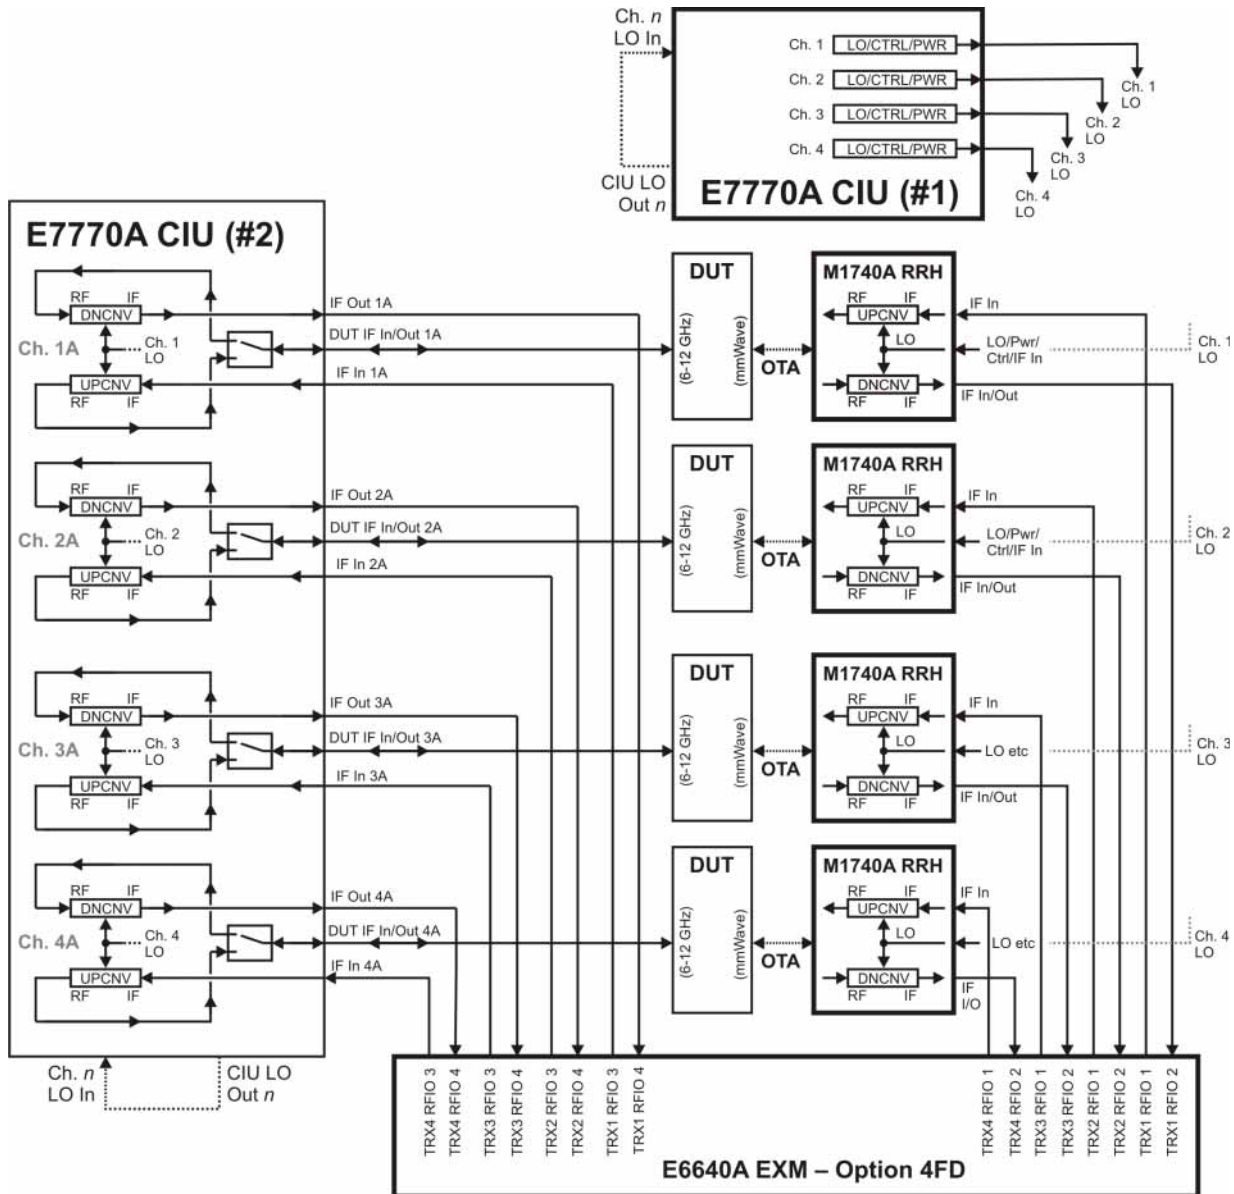 Ch. n
LO In
Ch. 1 LO/CTRL/PWR
Ch. 2 LO/CTRL/PWR
Ch. 3 LO/CTRL/PWR
Ch. 4 LO/CTRL/PWR
Ch. 1
LO
Ch. 2
LO
Ch. 3
LO
Ch. 4
LO
CIU LO
Out n
E7770A CIU (#1)
E7770A CIU (#2)
RF IF
DNCNV
Ch. 1A
Ch. 1
LO
UPCNV
RF IF
IF Out 1A
DUT IF In/Out 1A
IF In 1A
DUT
(6-12 GHz)
(mmWave)
OTA
M1740A RRH
RF IF
UPCNV
LO
DNCNV
RF IF
IF In
LO/Pwr/
Ctrl/IF In
IF In/Out
Ch. 1
LO
RF IF
DNCNV
Ch. 2A
Ch. 2
LO
UPCNV
RF IF
IF Out 2A
DUT IF In/Out 2A
IF In 2A
DUT
(6-12 GHz)
(mmWave)
OTA
M1740A RRH
RF IF
UPCNV
LO
DNCNV
RF IF
IF In
LO/Pwr/
Ctrl/IF In
IF In/Out
Ch. 2
LO
RF IF
DNCNV
Ch. 3A
Ch. 3
LO
UPCNV
RF IF
IF Out 3A
DUT IF In/Out 3A
IF In 3A
DUT
(6-12 GHz)
(mmWave)
OTA
M1740A RRH
RF IF
UPCNV
LO
DNCNV
RF IF
IF In
LO etc
IF In/Out
Ch. 3
LO
RF IF
DNCNV
Ch. 4A
Ch. 4
LO
UPCNV
RF IF
IF Out 4A
DUT IF In/Out 4A
IF In 4A
DUT
(6-12 GHz)
(mmWave)
OTA
M1740A RRH
RF IF
UPCNV
LO
DNCNV
RF IF
IF In
LO etc
IF
I/O
Ch. 4
LO
Ch. n
LO In
CIU LO
Out n
TRX4 RFIO 3
TRX4 RFIO 4
TRX3 RFIO 3
TRX3 RFIO 4
TRX2 RFIO 3
TRX2 RFIO 4
TRX1 RFIO 3
TRX1 RFIO 4
TRX4 RFIO 1
TRX4 RFIO 2
TRX3 RFIO 1
TRX3 RFIO 2
TRX2 RFIO 1
TRX2 RFIO 2
TRX1 RFIO 1
TRX1 RFIO 2
E6640A EXM – Option 4FD